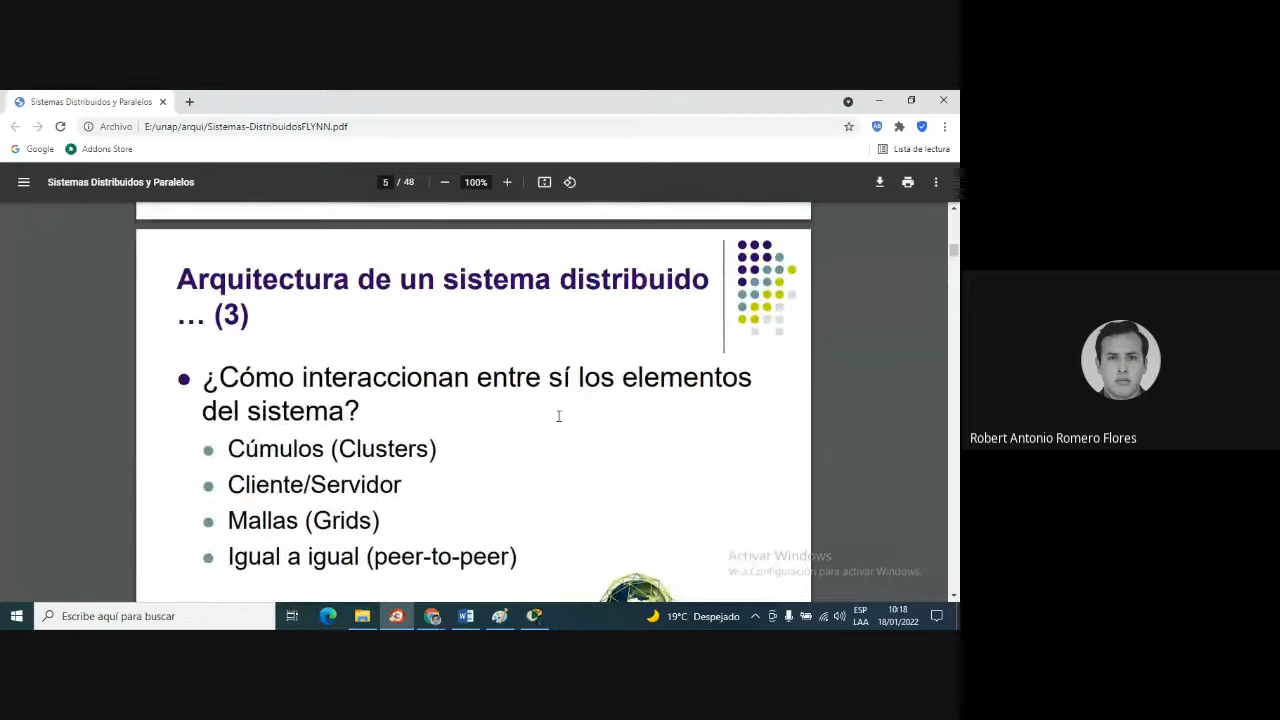 Sistemas Distribuidos y Paralelos
Archivo E:/unap/arqui/Sistemas-DistribuidosFLYNN.pdf
Google Addons Store Lista de lectura
Sistemas Distribuidos y Paralelos 5 / 48 100%
Arquitectura de un sistema distribuido
… (3)
¿Cómo interaccionan entre sí los elementos
del sistema?
Cúmulos (Clusters)
Cliente/Servidor
Mallas (Grids)
Igual a igual (peer-to-peer)
Activar Windows
Ve a Configuración para activar Windows.
Escribe aquí para buscar
19°C Despejado
ESP
LAA
10:18
18/01/2022
Robert Antonio Romero Flores